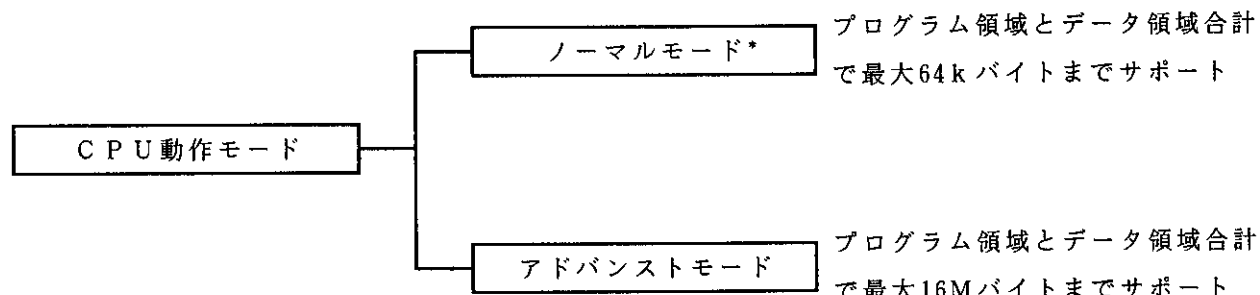 ノーマルモード*
プログラム領域とデータ領域合計
で最大64kバイトまでサポート
CPU動作モード
アドバンストモード
プログラム領域とデータ領域合計
で最大16Mバイトまでサポート